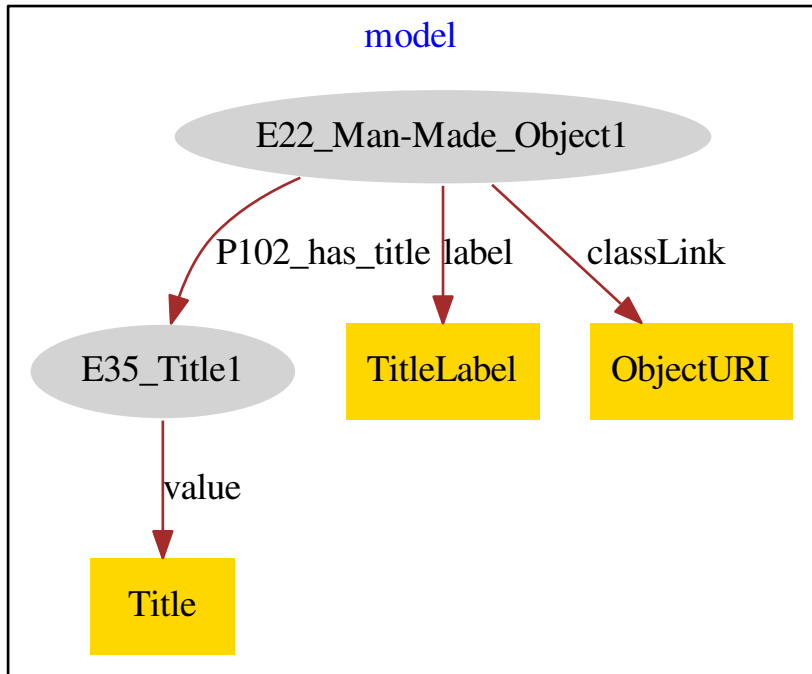 model
E22_Man-Made_Object1
P102_has_title
label
classLink
E35_Title1
TitleLabel
ObjectURI
value
Title